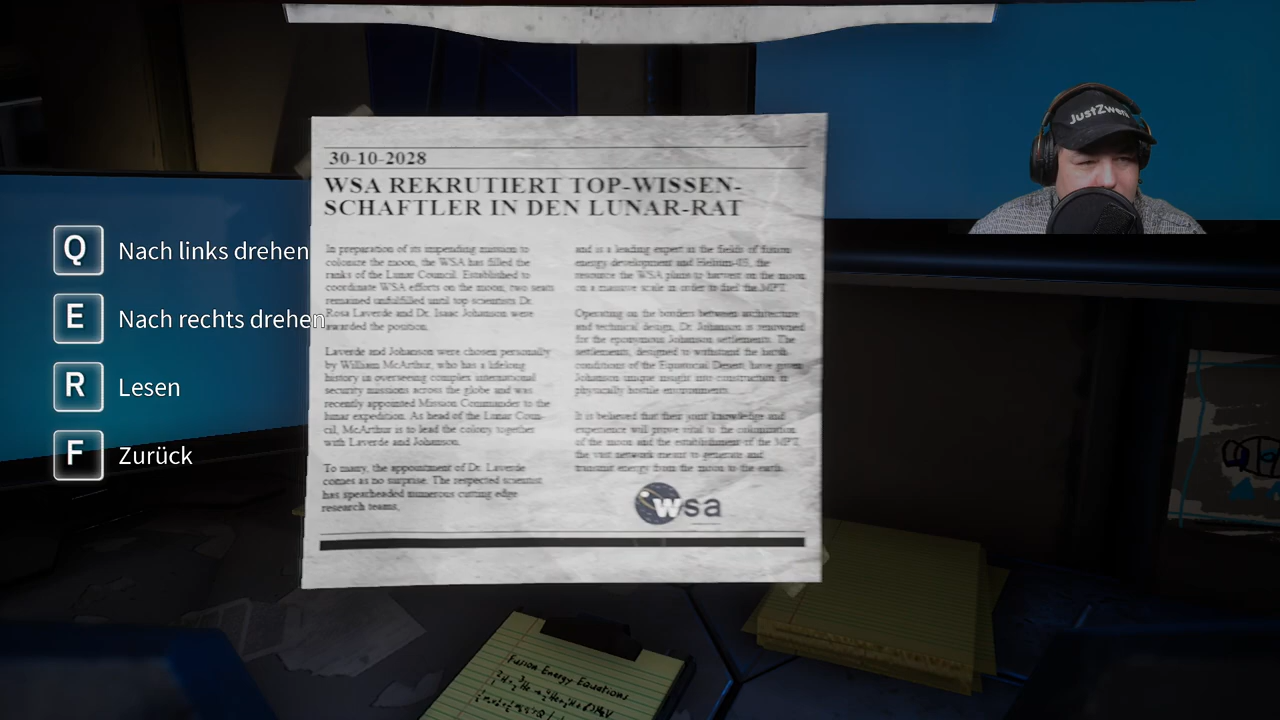 30-10-2028
WSA REKRUTIERT TOP-WISSEN-
SCHAFTLER IN DEN LUNAR-RAT
In preparation of its impending mission to
colonize the moon, the WSA has filled the
ranks of the Lunar Council. Established to
coordinate WSA efforts on the moon, two seats
remained unfulfilled until top scientists Dr.
Rosa Laverde and Dr. Isaac Johanson were
awarded the position.
Laverde and Johanson were chosen personally
by William McArthur, who has a lifelong
history in overseeing complex international
security missions across the globe and was
recently appointed Mission Commander to the
lunar expedition. As head of the Lunar Coun-
cil, McArthur is to lead the colony together
with Laverde and Johanson.
To many, the appointment of Dr. Laverde
comes as no surprise. The respected scientist
has spearheaded numerous cutting edge
research teams,
and is a leading expert in the fields of fusion
energy development and Helium-03, the
resource the WSA plans to harvest on the moon
on a massive scale in order to fuel the MPT.
Operating on the borders between architecture
and technical design, Dr. Johanson is renowned
for the eponymous Johanson settlements. The
settlements, designed to withstand the harsh
conditions of the Equatorial Desert, have given
Johanson unique insight into construction in
physically hostile environments.
It is believed that their joint knowledge and
experience will prove vital to the colonization
of the moon and the establishment of the MPT,
the vast network meant to generate and
transmit energy from the moon to the earth.
wsa
Q Nach links drehen
E Nach rechts drehen
R Lesen
F Zurück
JustZwen
Fusion Energy Equations